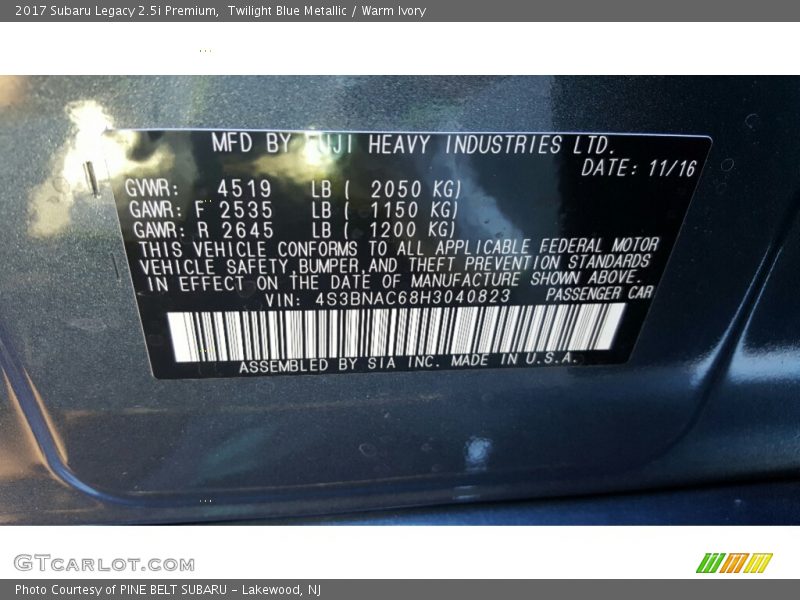 2017 Subaru Legacy 2.5i Premium,  Twilight Blue Metallic / Warm Ivory
MFD BY FUJI HEAVY INDUSTRIES LTD.
DATE: 11/16
GVWR: 4519 LB ( 2050 KG)
GAWR: F 2535 LB ( 1150 KG)
GAWR: R 2645 LB ( 1200 KG)
THIS VEHICLE CONFORMS TO ALL APPLICABLE FEDERAL MOTOR
VEHICLE SAFETY,BUMPER,AND THEFT PREVENTION STANDARDS
IN EFFECT ON THE DATE OF MANUFACTURE SHOWN ABOVE.
VIN: 4S3BNAC68H3040823 PASSENGER CAR
ASSEMBLED BY SIA INC. MADE IN U.S.A.
GTCARLOT.COM
Photo Courtesy of PINE BELT SUBARU - Lakewood, NJ